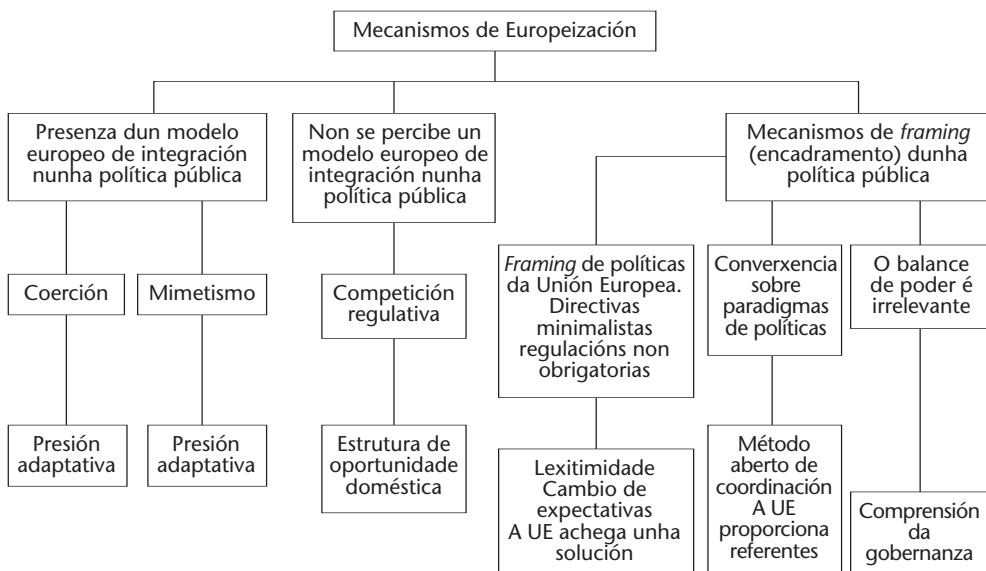 Mecanismos de Europeización
Presenza dun modelo
europeo de integración
nunha política pública
Non se percibe un
modelo europeo de
integración nunha
política pública
Mecanismos de framing
(encadramento) dunha
política pública
Coerción
Mimetismo
Competición
regulativa
Framing de políticas
da Unión Europea.
Directivas
minimalistas
regulacións non
obrigatorias
Converxencia
sobre
paradigmas
de políticas
O balance
de poder é
irrelevante
Presión
adaptativa
Presión
adaptativa
Estrutura de
oportunidade
doméstica
Lexitimidade
Cambio de
expectativas
A UE achega unha
solución
Método
aberto de
coordinación
A UE
proporciona
referentes
Comprensión
da
gobernanza